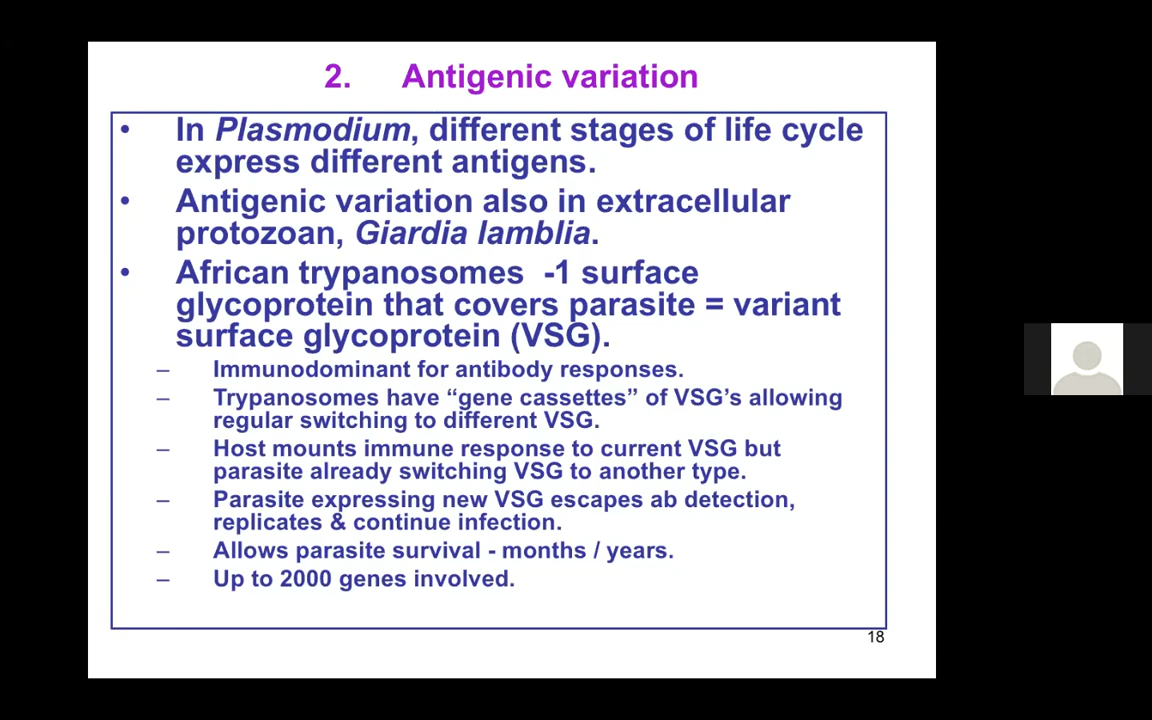 2. Antigenic variation
• In Plasmodium, different stages of life cycle
express different antigens.
• Antigenic variation also in extracellular
protozoan, Giardia lamblia.
• African trypanosomes -1 surface
glycoprotein that covers parasite = variant
surface glycoprotein (VSG).
– Immunodominant for antibody responses.
– Trypanosomes have “gene cassettes” of VSG’s allowing
regular switching to different VSG.
– Host mounts immune response to current VSG but
parasite already switching VSG to another type.
– Parasite expressing new VSG escapes ab detection,
replicates & continue infection.
– Allows parasite survival - months / years.
– Up to 2000 genes involved.
18